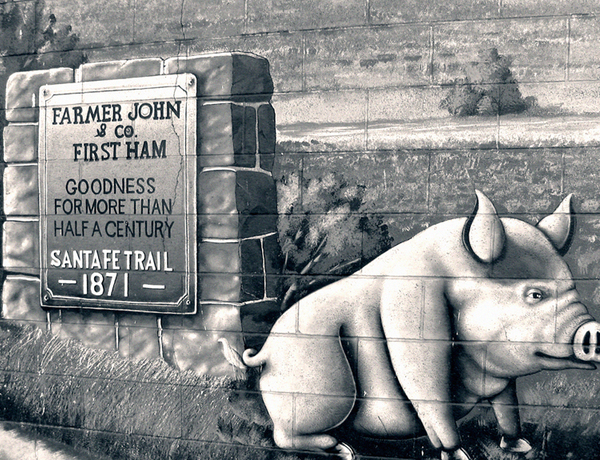 FARMER JOHN
& CO.
FIRST HAM
GOODNESS
FOR MORE THAN
HALF A CENTURY
SANTA FE TRAIL
— 1871 —